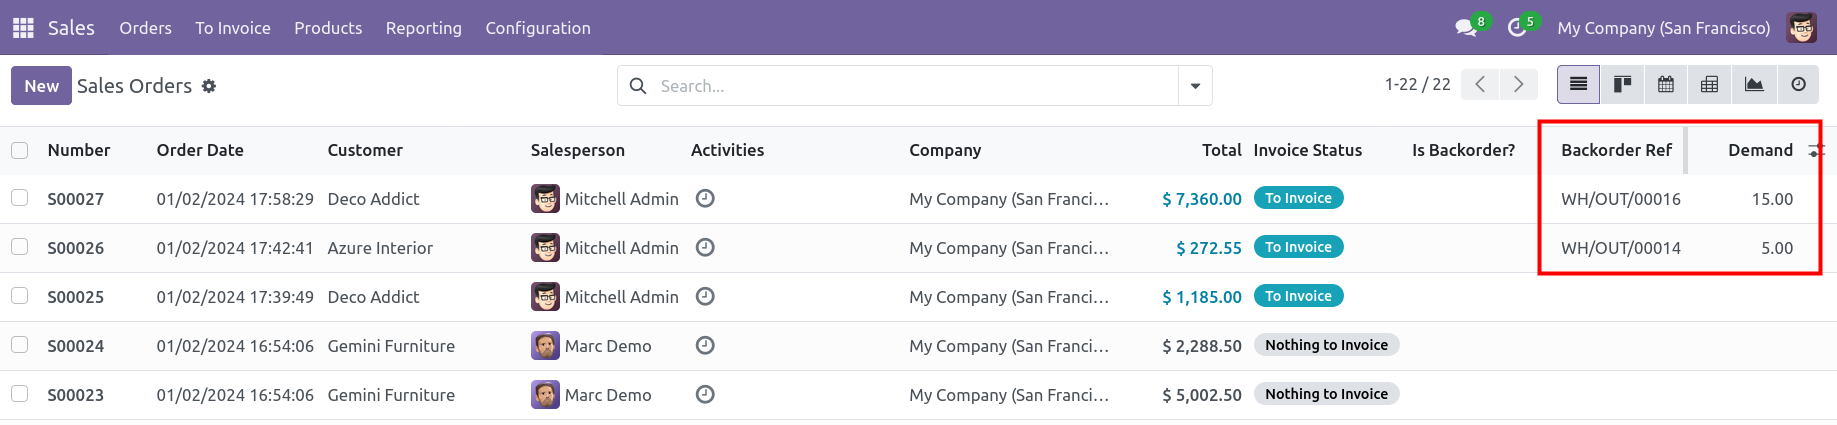 Sales Orders To Invoice Products Reporting Configuration 8 5 My Company (San Francisco)
New Sales Orders Search... 1-22 / 22
Number Order Date Customer Salesperson Activities Company Total Invoice Status Is Backorder? Backorder Ref Demand
S00027 01/02/2024 17:58:29 Deco Addict Mitchell Admin My Company (San Franci... $ 7,360.00 To Invoice WH/OUT/00016 15.00
S00026 01/02/2024 17:42:41 Azure Interior Mitchell Admin My Company (San Franci... $ 272.55 To Invoice WH/OUT/00014 5.00
S00025 01/02/2024 17:39:49 Deco Addict Mitchell Admin My Company (San Franci... $ 1,185.00 To Invoice
S00024 01/02/2024 16:54:06 Gemini Furniture Marc Demo My Company (San Franci... $ 2,288.50 Nothing to Invoice
S00023 01/02/2024 16:54:06 Gemini Furniture Marc Demo My Company (San Franci... $ 5,002.50 Nothing to Invoice